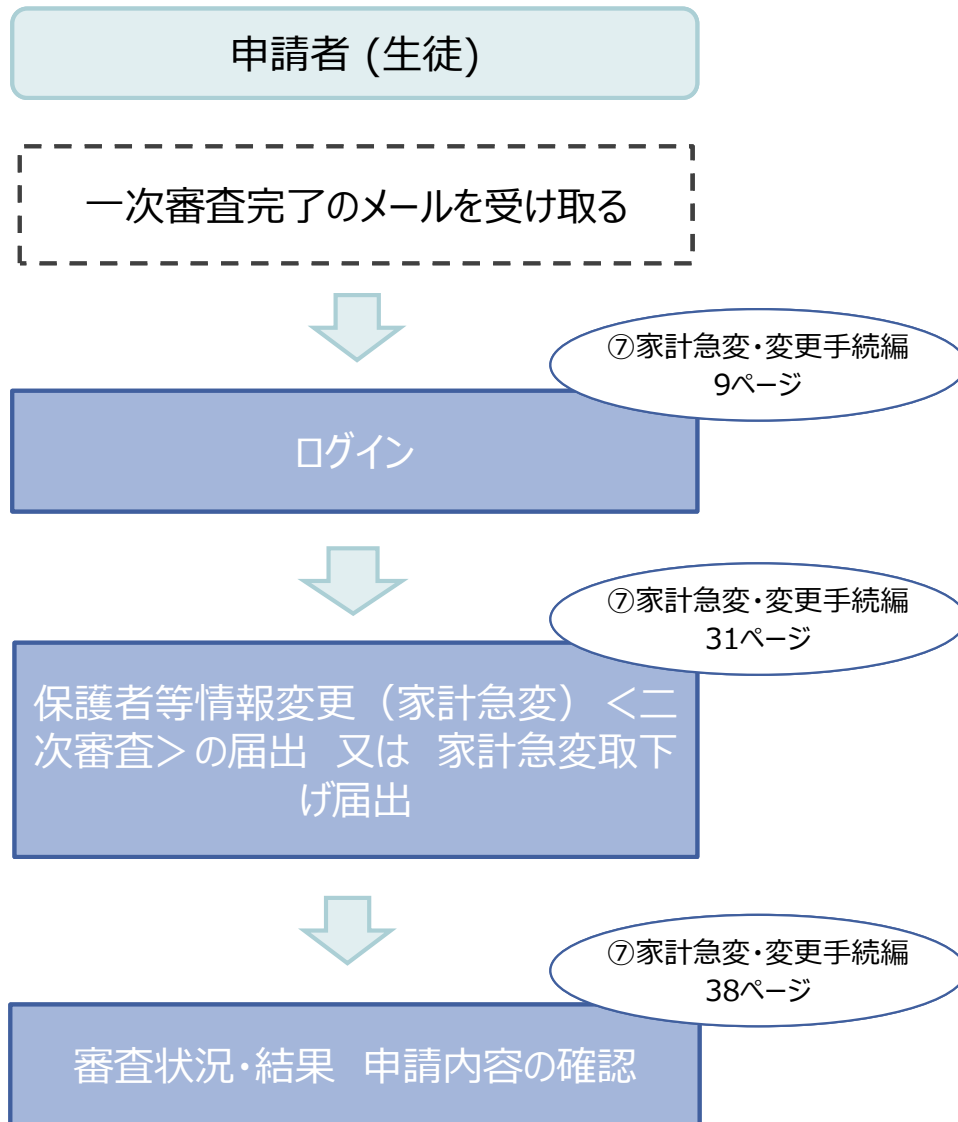 申請者 (生徒)
一次審査完了のメールを受け取る
⑦家計急変・変更手続編
9ページ
ログイン
⑦家計急変・変更手続編
31ページ
保護者等情報変更（家計急変）＜二
次審査＞の届出　又は　家計急変取下
げ届出
⑦家計急変・変更手続編
38ページ
審査状況・結果　申請内容の確認